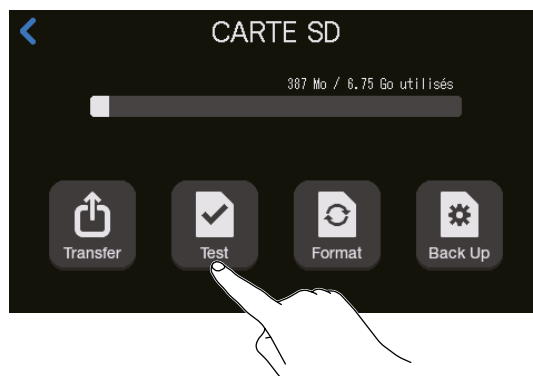 CARTE SD
387 Mo / 6.75 Go utilisés
Transfer
Test
Format
Back Up